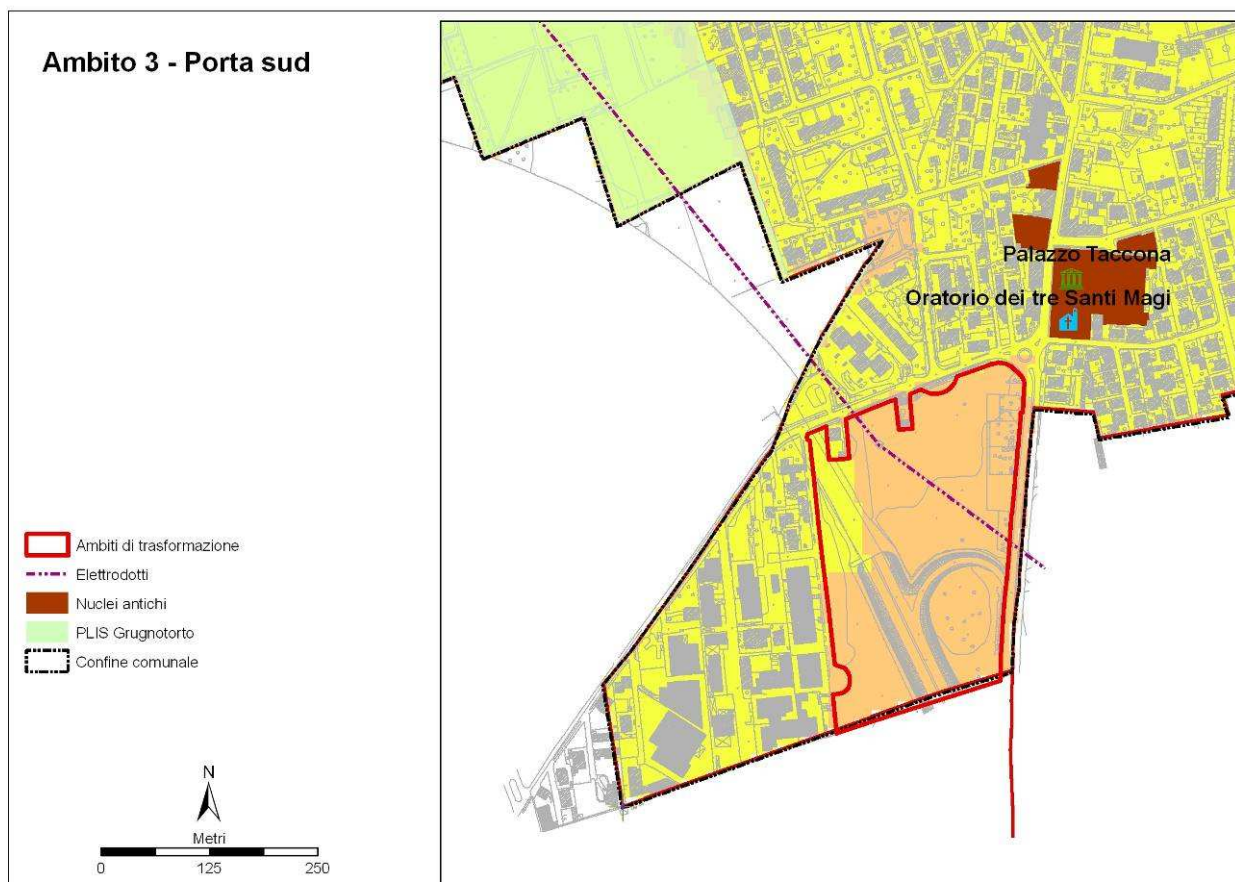 Ambito 3 - Porta sud
Palazzo Taccona
Oratorio dei tre Santi Magi
Ambiti di trasformazione
Elettrodotti
Nuclei antichi
PLIS Grugnotorto
Confine comunale
N
Metri
0 125 250